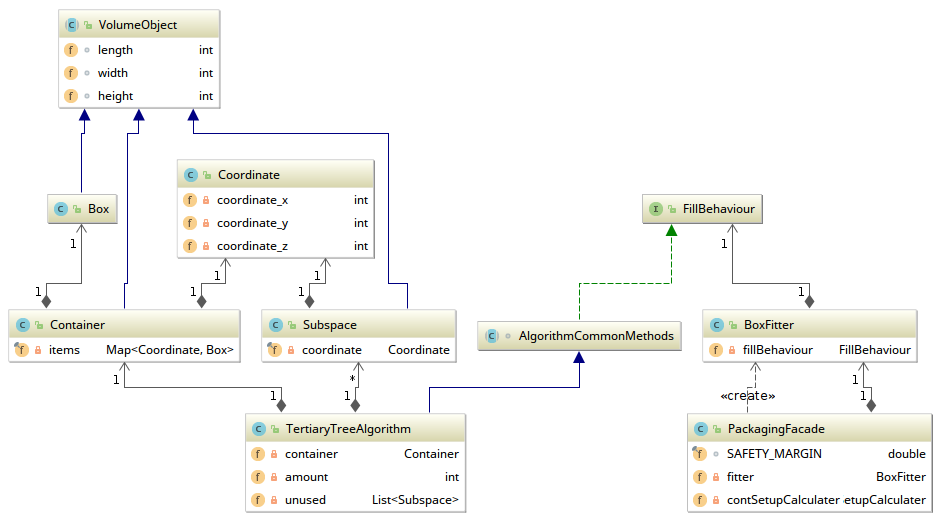 C VolumeObject
f length int
f width int
f height int
C Coordinate
f coordinate_x int
f coordinate_y int
f coordinate_z int
C Box
I FillBehaviour
1
1
1
1
1
1
1
1
C Container
f items Map<Coordinate, Box>
C Subspace
f coordinate Coordinate
C AlgorithmCommonMethods
C BoxFitter
f fillBehaviour FillBehaviour
1
*
1
1
1
1
«create»
C TertiaryTreeAlgorithm
f container Container
f amount int
f unused List<Subspace>
C PackagingFacade
f SAFETY_MARGIN double
f fitter BoxFitter
f contSetupCalculater etupCalculater